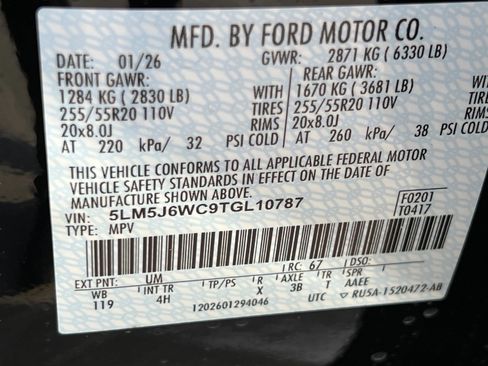 MFD. BY FORD MOTOR CO.
DATE: 01/26 GVWR: 2871 KG ( 6330 LB)
FRONT GAWR: REAR GAWR:
1284 KG ( 2830 LB) WITH 1670 KG ( 3681 LB) WITH
255/55R20 110V TIRES 255/55R20 110V TIRES
20x8.0J RIMS 20x8.0J RIMS
AT 220 kPa/ 32 PSI COLD AT 260 kPa/ 38 PSI COLD
THIS VEHICLE CONFORMS TO ALL APPLICABLE FEDERAL MOTOR
VEHICLE SAFETY STANDARDS IN EFFECT ON THE DATE OF
MANUFACTURE SHOWN ABOVE.
VIN: 5LM5J6WC9TGL10787 F0201
TYPE: MPV T0417
EXT PNT: UM RC: 67 DSO:
WB INT TR TP/PS R AXLE TR SPR
119 4H X 3B T AAEE
1202601294046 UTC RU5A-1520472-AB